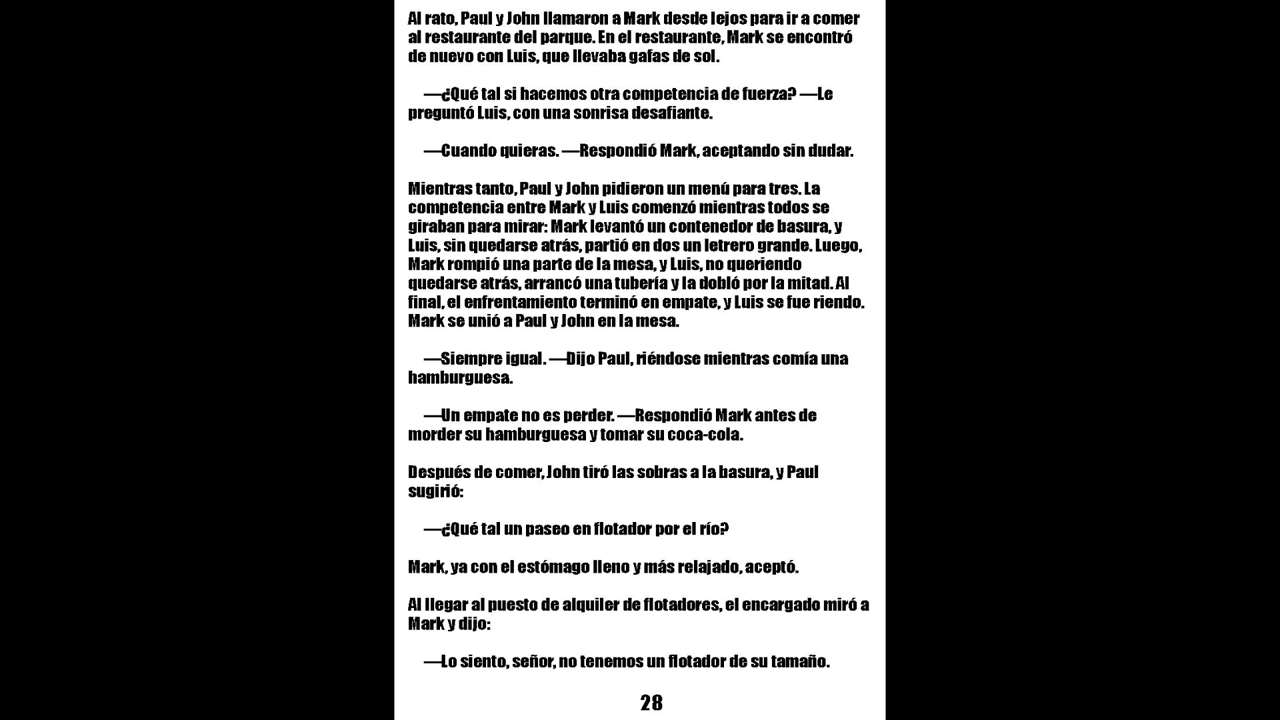 Al rato, Paul y John llamaron a Mark desde lejos para ir a comer
al restaurante del parque. En el restaurante, Mark se encontró
de nuevo con Luis, que llevaba gafas de sol.
—¿Qué tal si hacemos otra competencia de fuerza? —Le
preguntó Luis, con una sonrisa desafiante.
—Cuando quieras. —Respondió Mark, aceptando sin dudar.
Mientras tanto, Paul y John pidieron un menú para tres. La
competencia entre Mark y Luis comenzó mientras todos se
giraban para mirar: Mark levantó un contenedor de basura, y
Luis, sin quedarse atrás, partió en dos un letrero grande. Luego,
Mark rompió una parte de la mesa, y Luis, no queriendo
quedarse atrás, arrancó una tubería y la dobló por la mitad. Al
final, el enfrentamiento terminó en empate, y Luis se fue riendo.
Mark se unió a Paul y John en la mesa.
—Siempre igual. —Dijo Paul, riéndose mientras comía una
hamburguesa.
—Un empate no es perder. —Respondió Mark antes de
morder su hamburguesa y tomar su coca-cola.
Después de comer, John tiró las sobras a la basura, y Paul
sugirió:
—¿Qué tal un paseo en flotador por el río?
Mark, ya con el estómago lleno y más relajado, aceptó.
Al llegar al puesto de alquiler de flotadores, el encargado miró a
Mark y dijo:
—Lo siento, señor, no tenemos un flotador de su tamaño.
28